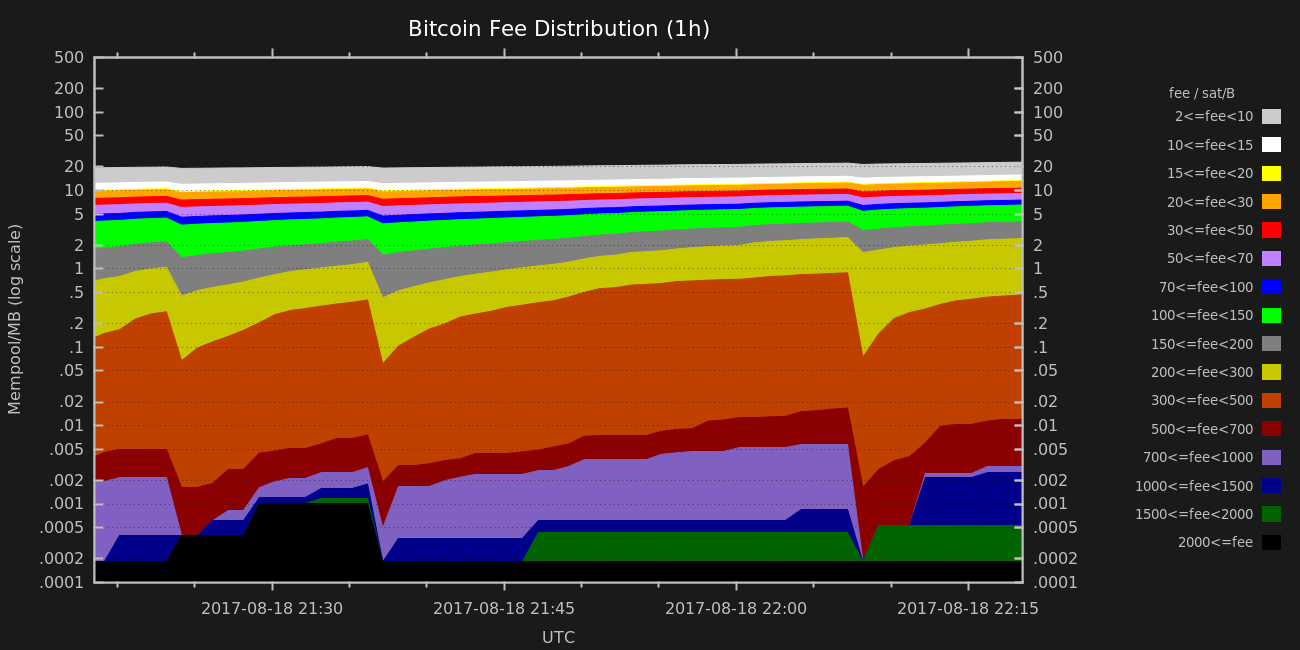 Bitcoin Fee Distribution (1h)
Mempool/MB (log scale)
500
200
100
50
20
10
5
2
1
.5
.2
.1
.05
.02
.01
.005
.002
.001
.0005
.0002
.0001
500
200
100
50
20
10
5
2
1
.5
.2
.1
.05
.02
.01
.005
.002
.001
.0005
.0002
.0001
2017-08-18 21:30 2017-08-18 21:45 2017-08-18 22:00 2017-08-18 22:15
UTC
fee / sat/B
2<=fee<10
10<=fee<15
15<=fee<20
20<=fee<30
30<=fee<50
50<=fee<70
70<=fee<100
100<=fee<150
150<=fee<200
200<=fee<300
300<=fee<500
500<=fee<700
700<=fee<1000
1000<=fee<1500
1500<=fee<2000
2000<=fee